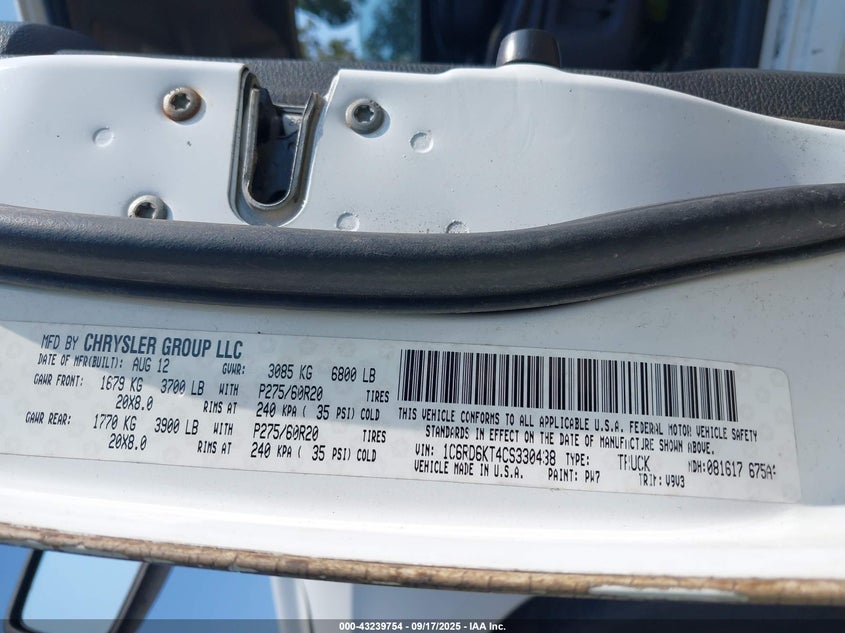 MFD BY CHRYSLER GROUP LLC
DATE OF MFR(BUILT): AUG 12 GVWR: 3085 KG 6800 LB
GAWR FRONT: 1679 KG 3700 LB WITH P275/60R20 TIRES
20X8.0 RIMS AT 240 KPA ( 35 PSI) COLD
GAWR REAR: 1770 KG 3900 LB WITH P275/60R20 TIRES
20X8.0 RIMS AT 240 KPA ( 35 PSI) COLD
THIS VEHICLE CONFORMS TO ALL APPLICABLE U.S.A. FEDERAL MOTOR VEHICLE SAFETY
STANDARDS IN EFFECT ON THE DATE OF MANUFACTURE SHOWN ABOVE.
VIN: 1C6RD6KT4CS330438 TYPE: TRUCK MDH:081617 675A
VEHICLE MADE IN U.S.A. PAINT: PW7 TRIM: V9V3
000-43239754 — 09/17/2025 — IAA Inc.